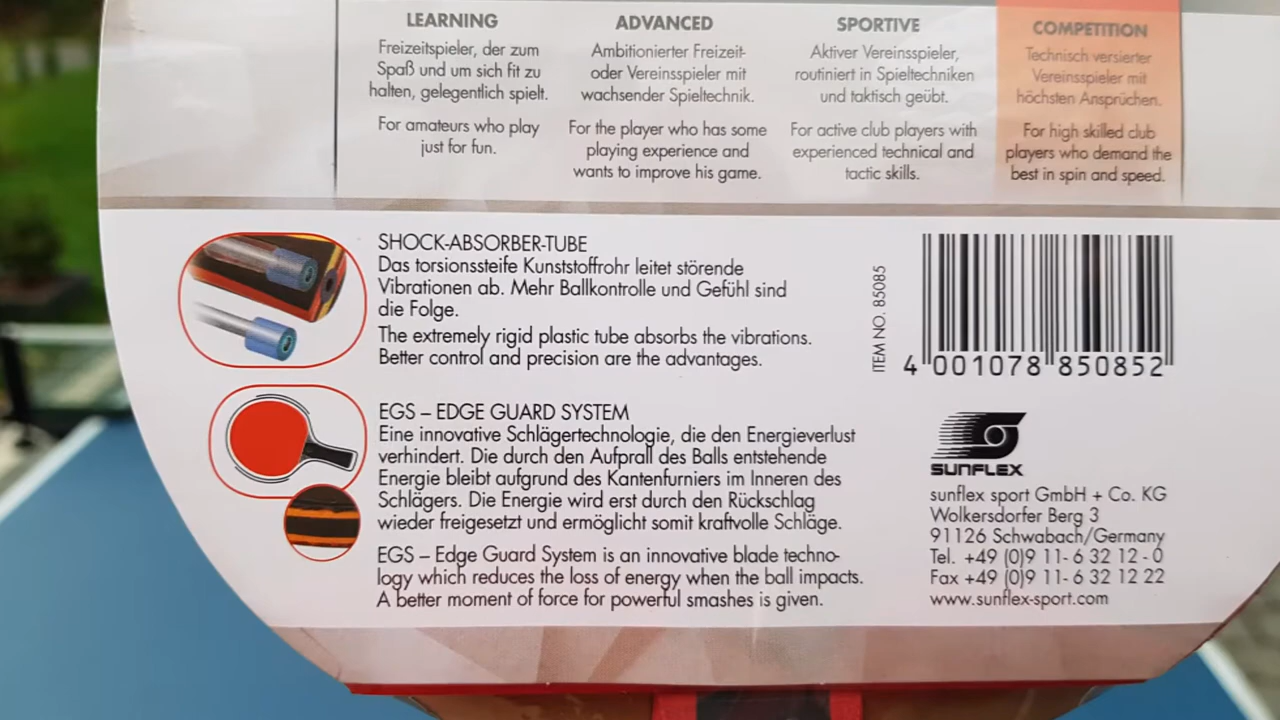 LEARNING
Freizeitspieler, der zum
Spaß und um sich fit zu
halten, gelegentlich spielt.
For amateurs who play
just for fun.
ADVANCED
Ambitionierter Freizeit-
oder Vereinsspieler mit
wachsender Spieltechnik.
For the player who has some
playing experience and
wants to improve his game.
SPORTIVE
Aktiver Vereinsspieler,
routiniert in Spieltechniken
und taktisch geübt.
For active club players with
experienced technical and
tactic skills.
COMPETITION
Technisch versierter
Vereinsspieler mit
höchsten Ansprüchen.
For high skilled club
players who demand the
best in spin and speed.
SHOCK-ABSORBER-TUBE
Das torsionssteife Kunststoffrohr leitet störende
Vibrationen ab. Mehr Ballkontrolle und Gefühl sind
die Folge.
The extremely rigid plastic tube absorbs the vibrations.
Better control and precision are the advantages.
EGS – EDGE GUARD SYSTEM
Eine innovative Schlägertechnologie, die den Energieverlust
verhindert. Die durch den Aufprall des Balls entstehende
Energie bleibt aufgrund des Kantenfurniers im Inneren des
Schlägers. Die Energie wird erst durch den Rückschlag
wieder freigesetzt und ermöglicht somit kraftvolle Schläge.
EGS – Edge Guard System is an innovative blade techno-
logy which reduces the loss of energy when the ball impacts.
A better moment of force for powerful smashes is given.
ITEM NO. 85085
4 001078 850852
SUNFLEX
sunflex sport GmbH + Co. KG
Wolkersdorfer Berg 3
91126 Schwabach/Germany
Tel. +49 (0)9 11- 6 32 12 - 0
Fax +49 (0)9 11- 6 32 12 22
www.sunflex-sport.com